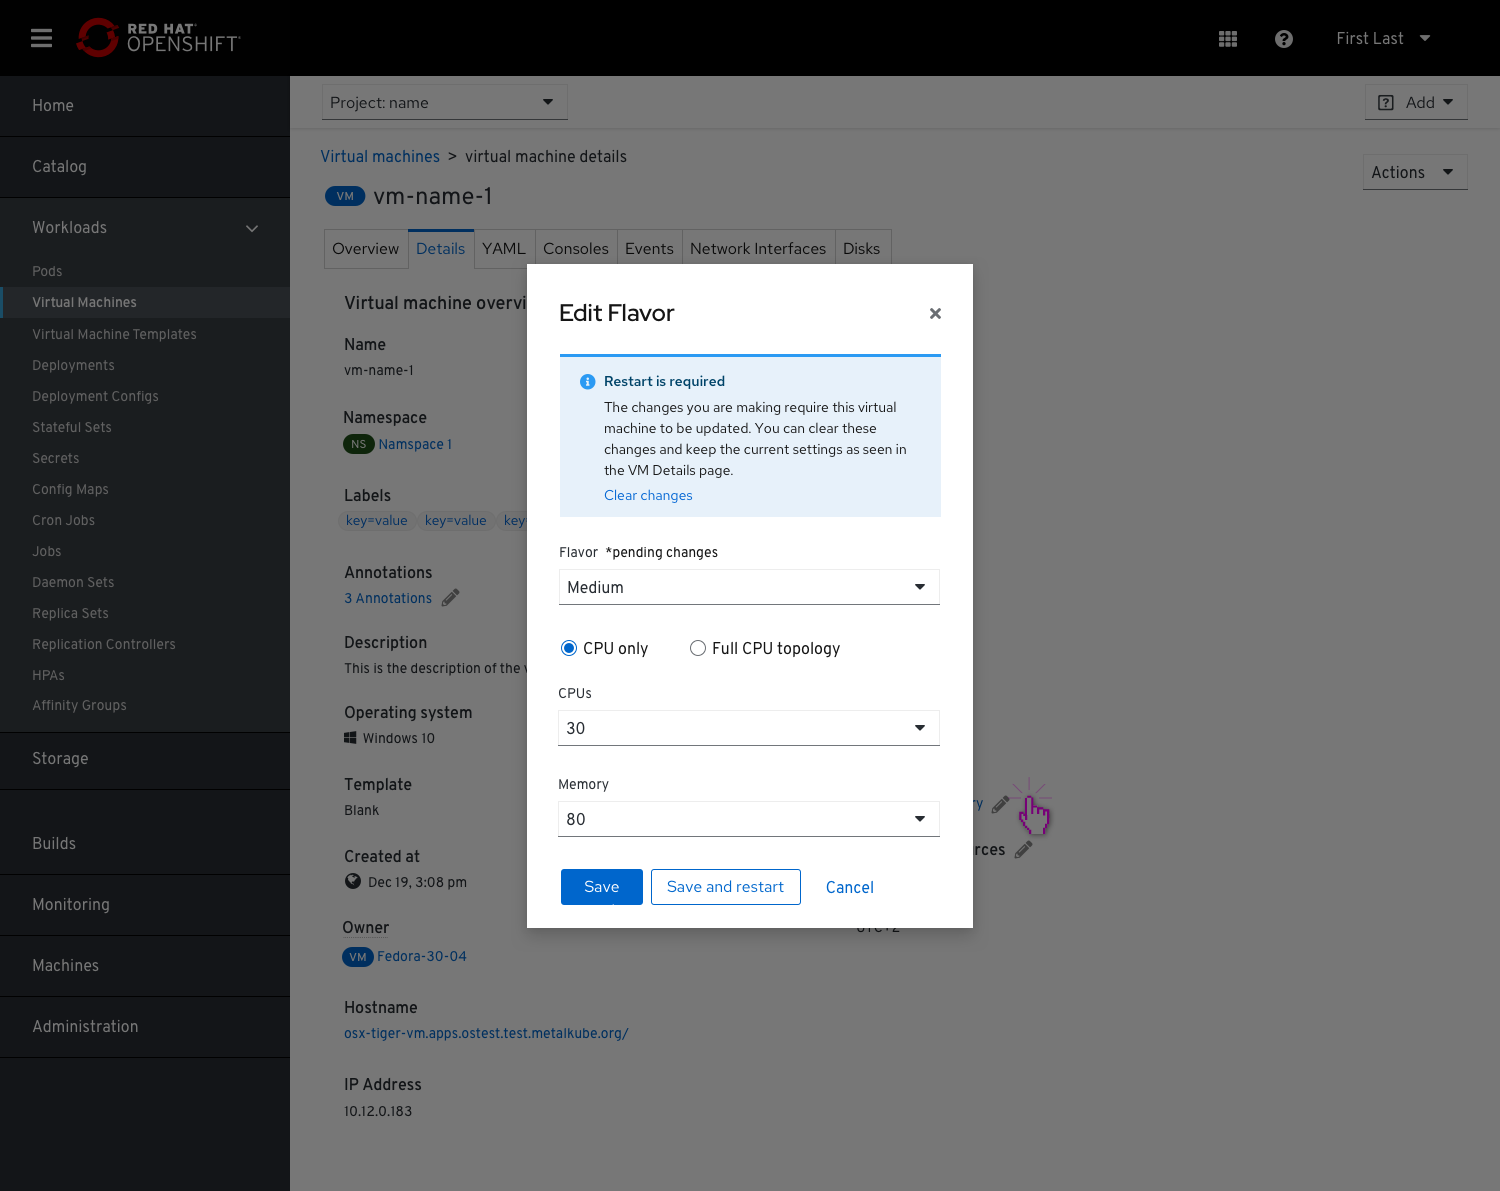 RED HAT
OPENSHIFT
First Last
Home
Catalog
Workloads
Pods
Virtual Machines
Virtual Machine Templates
Deployments
Deployment Configs
Stateful Sets
Secrets
Config Maps
Cron Jobs
Jobs
Daemon Sets
Replica Sets
Replication Controllers
HPAs
Affinity Groups
Storage
Builds
Monitoring
Machines
Administration
Project: name
Add
Virtual machines > virtual machine details
Actions
VM vm-name-1
Overview Details YAML Consoles Events Network Interfaces Disks
Virtual machine overvi
Name
vm-name-1
Namespace
NS Namspace 1
Labels
key=value key=value key=
Annotations
3 Annotations
Description
This is the description of the v
Operating system
Windows 10
Template
Blank
Created at
Dec 19, 3:08 pm
Owner
VM Fedora-30-04
Hostname
osx-tiger-vm.apps.ostest.test.metalkube.org/
IP Address
10.12.0.183
Edit Flavor
Restart is required
The changes you are making require this virtual
machine to be updated. You can clear these
changes and keep the current settings as seen in
the VM Details page.
Clear changes
Flavor *pending changes
Medium
CPU only Full CPU topology
CPUs
30
Memory
80
Save Save and restart Cancel
ry
rces